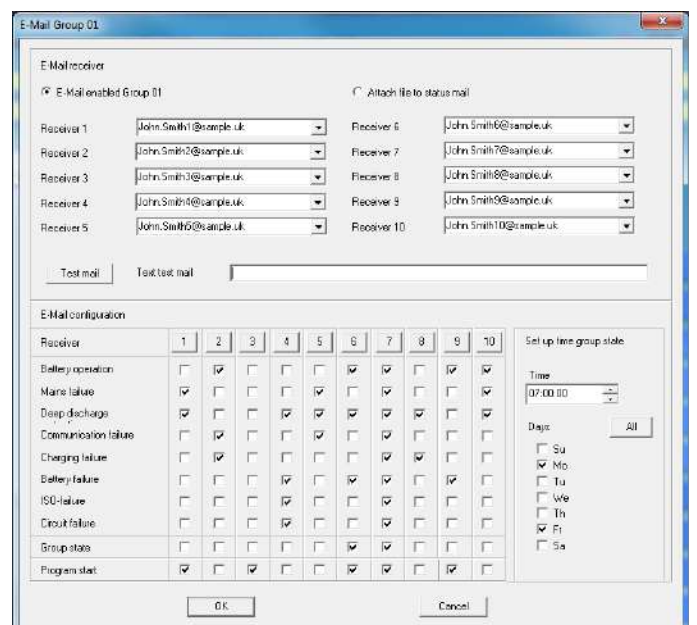 E-Mail Group 01
E-Mail receiver
E-Mail enabled Group 01
Attach file to status mail
Receiver 1 John.Smith1@sample.uk
Receiver 6 John.Smith6@sample.uk
Receiver 2 John.Smith2@sample.uk
Receiver 7 John.Smith7@sample.uk
Receiver 3 John.Smith3@sample.uk
Receiver 8 John.Smith8@sample.uk
Receiver 4 John.Smith4@sample.uk
Receiver 9 John.Smith9@sample.uk
Receiver 5 John.Smith5@sample.uk
Receiver 10 John.Smith10@sample.uk
Test mail Text test mail
E-Mail configuration
Receiver 1 2 3 4 5 6 7 8 9 10
Battery operation
Mains failure
Deep discharge
Communication failure
Charging failure
Battery failure
ISO-failure
Circuit failure
Group state
Program start
Set up time group state
Time
07:00:00
Days All
Su
Mo
Tu
We
Th
Fr
Sa
OK Cancel